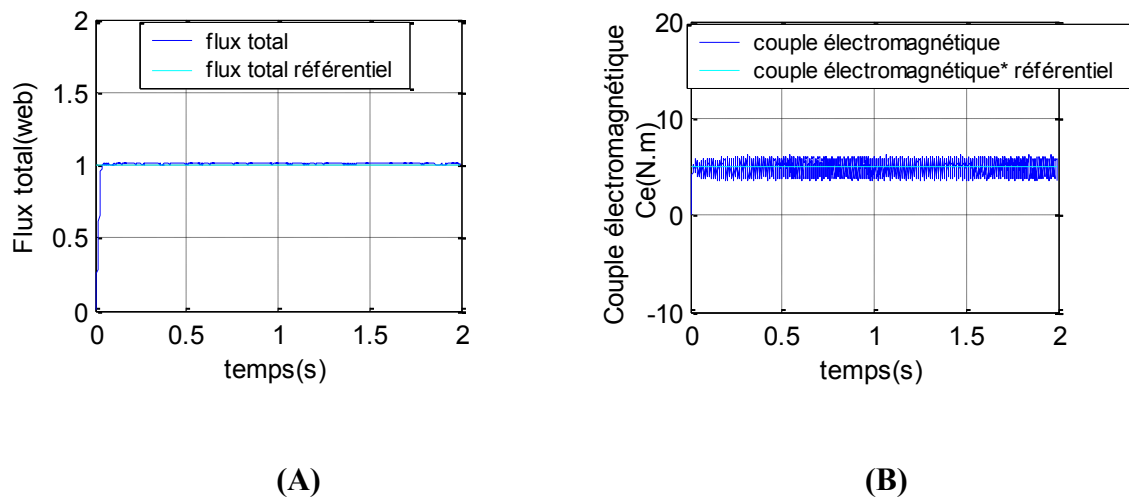 flux total
flux total référentiel
Flux total(web)
2
1.5
1
0.5
0
0 0.5 1 1.5 2
temps(s)
(A)
couple électromagnétique
couple électromagnétique* référentiel
Couple électromagnétique
Ce(N.m)
20
10
0
-10
0 0.5 1 1.5 2
temps(s)
(B)